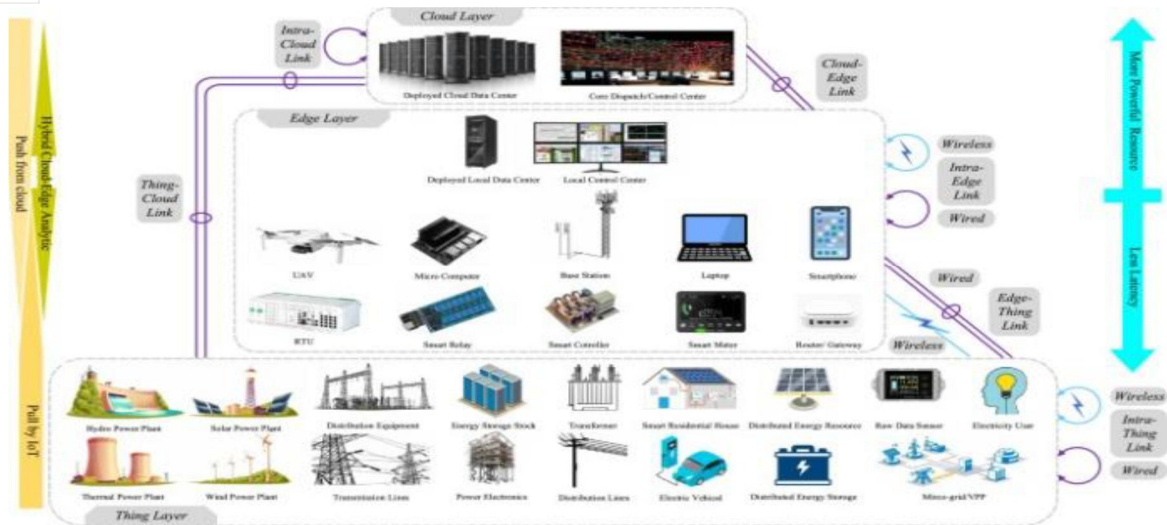 Cloud Layer
Intra-
Cloud
Link
Deployed Cloud Data Center
Core Dispatch/Control Center
Cloud-
Edge
Link
More Powerful Resource
Hybrid Cloud-Edge Analytic
Push from cloud
Edge Layer
Deployed Local Data Center
Local Control Center
Wireless
Intra-
Edge
Link
Wired
Thing-
Cloud
Link
UAV
Micro Computer
Base Station
Laptop
Smartphone
Less Latency
Wired
Edge-
Thing
Link
RTU
Smart Relay
Smart Cotroller
Smart Mater
Router/ Gateway
Wireless
Pull by IoT
Hydro Power Plant
Solar Power Plant
Distribution Equipment
Energy Storage Stock
Transformer
Smart Residential House
Distributed Energy Resource
Raw Data Sensor
Electricity User
Wireless
Intra-
Thing
Link
Wired
Thermal Power Plant
Wind Power Plant
Transmission Lines
Power Electronics
Distribution Lines
Electric Vehicel
Distributed Energy Storage
Mirco-grid/VPP
Thing Layer